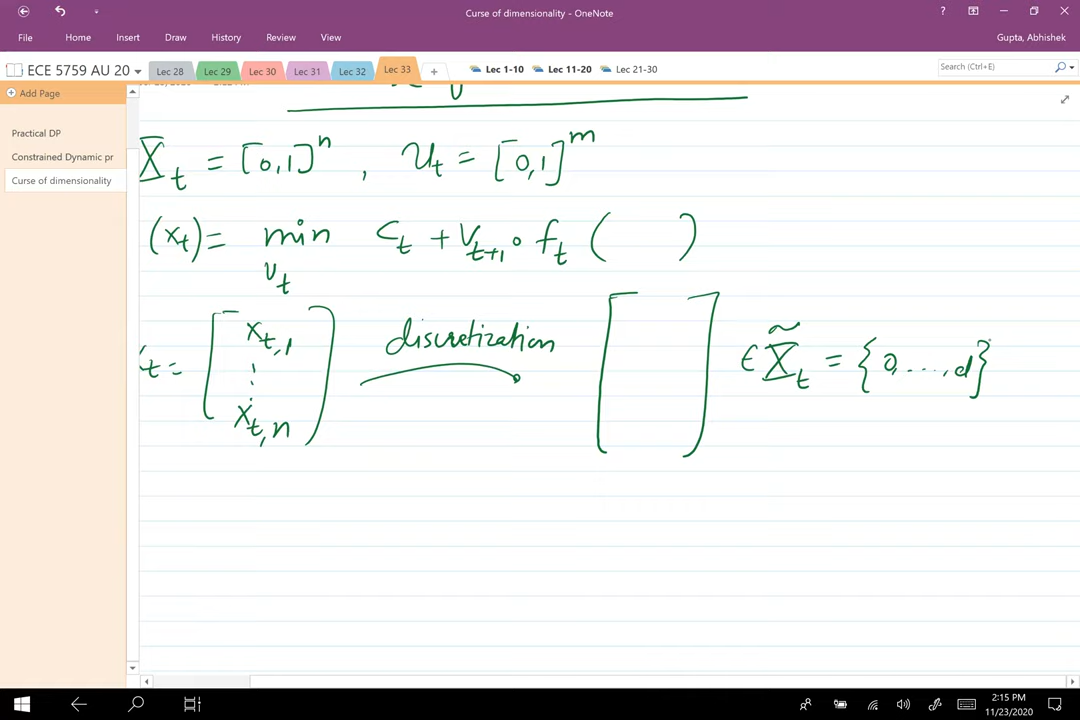 Curse of dimensionality - OneNote
?
Gupta, Abhishek
File Home Insert Draw History Review View
ECE 5759 AU 20
Lec 28 Lec 29 Lec 30 Lec 31 Lec 32 Lec 33 +
Lec 1-10 Lec 11-20 Lec 21-30
Search (Ctrl+E)
Add Page
Practical DP
Constrained Dynamic pr
Curse of dimensionality
X̄_t = [0,1]^n , U_t = [0,1]^m
(x_t) = min_{u_t} c_t + V_{t+1} ∘ f_t ( )
x_t = [ x_{t,1} ⋮ x_{t,n} ] discretization [ ] ∈ X̃_t = {0, ..., d}
2:15 PM
11/23/2020